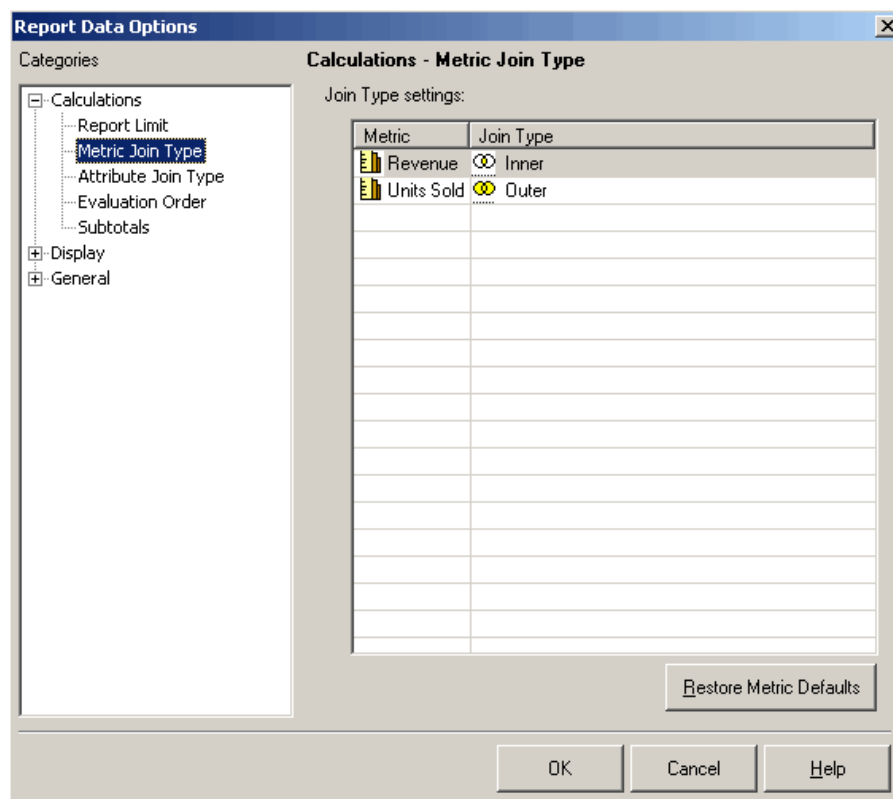 Report Data Options
Categories
Calculations
Report Limit
Metric Join Type
Attribute Join Type
Evaluation Order
Subtotals
Display
General
Calculations - Metric Join Type
Join Type settings:
Metric Join Type
Revenue Inner
Units Sold Outer
Restore Metric Defaults
OK Cancel Help